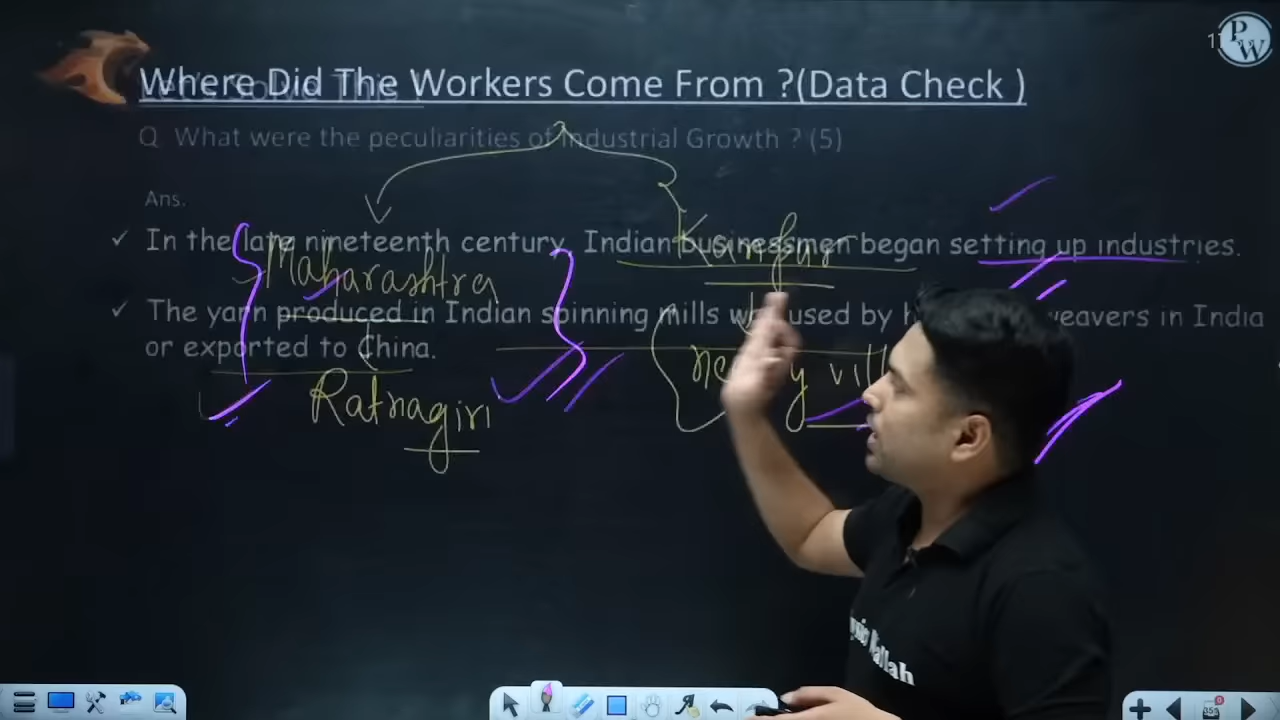 PW
Where Did The Workers Come From ?(Data Check )
Q What were the peculiarities of Industrial Growth ? (5)
Ans.
✓ In the late nineteenth century, Indian businessmen began setting up industries.
Maharashtra
Kanpur
✓ The yarn produced in Indian spinning mills was used by weavers in India
or exported to China.
Ratnagiri